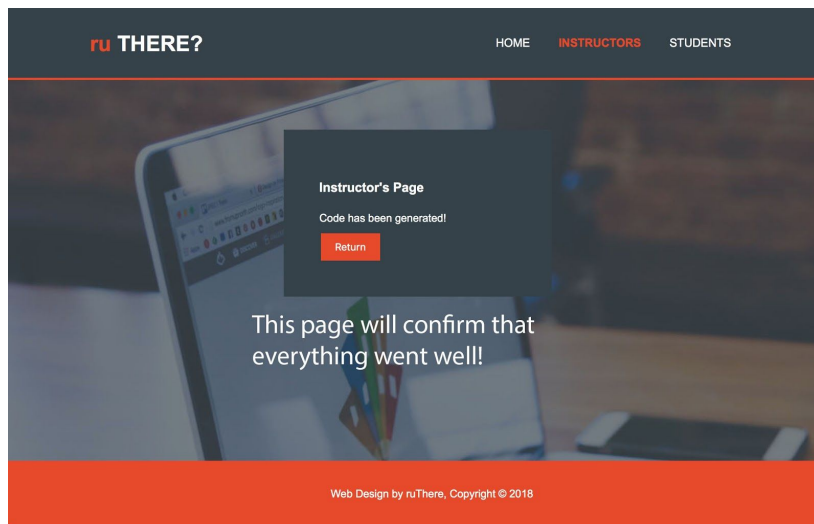 ru THERE?
HOME INSTRUCTORS STUDENTS
Instructor's Page
Code has been generated!
Return
This page will confirm that
everything went well!
Web Design by ruThere, Copyright © 2018